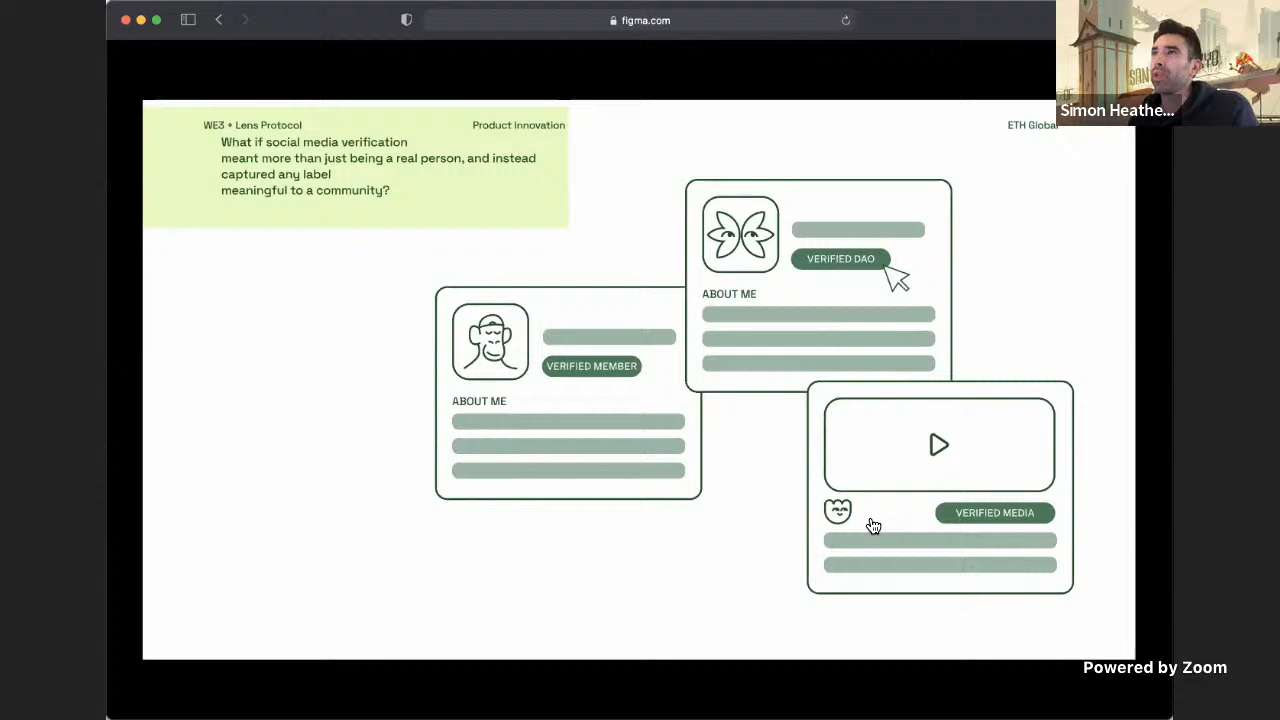 figma.com
WE3 + Lens Protocol
Product Innovation
ETH Global
What if social media verification
meant more than just being a real person, and instead
captured any label
meaningful to a community?
VERIFIED DAO
ABOUT ME
VERIFIED MEMBER
ABOUT ME
VERIFIED MEDIA
SAN
Simon Heathe...
Powered by Zoom